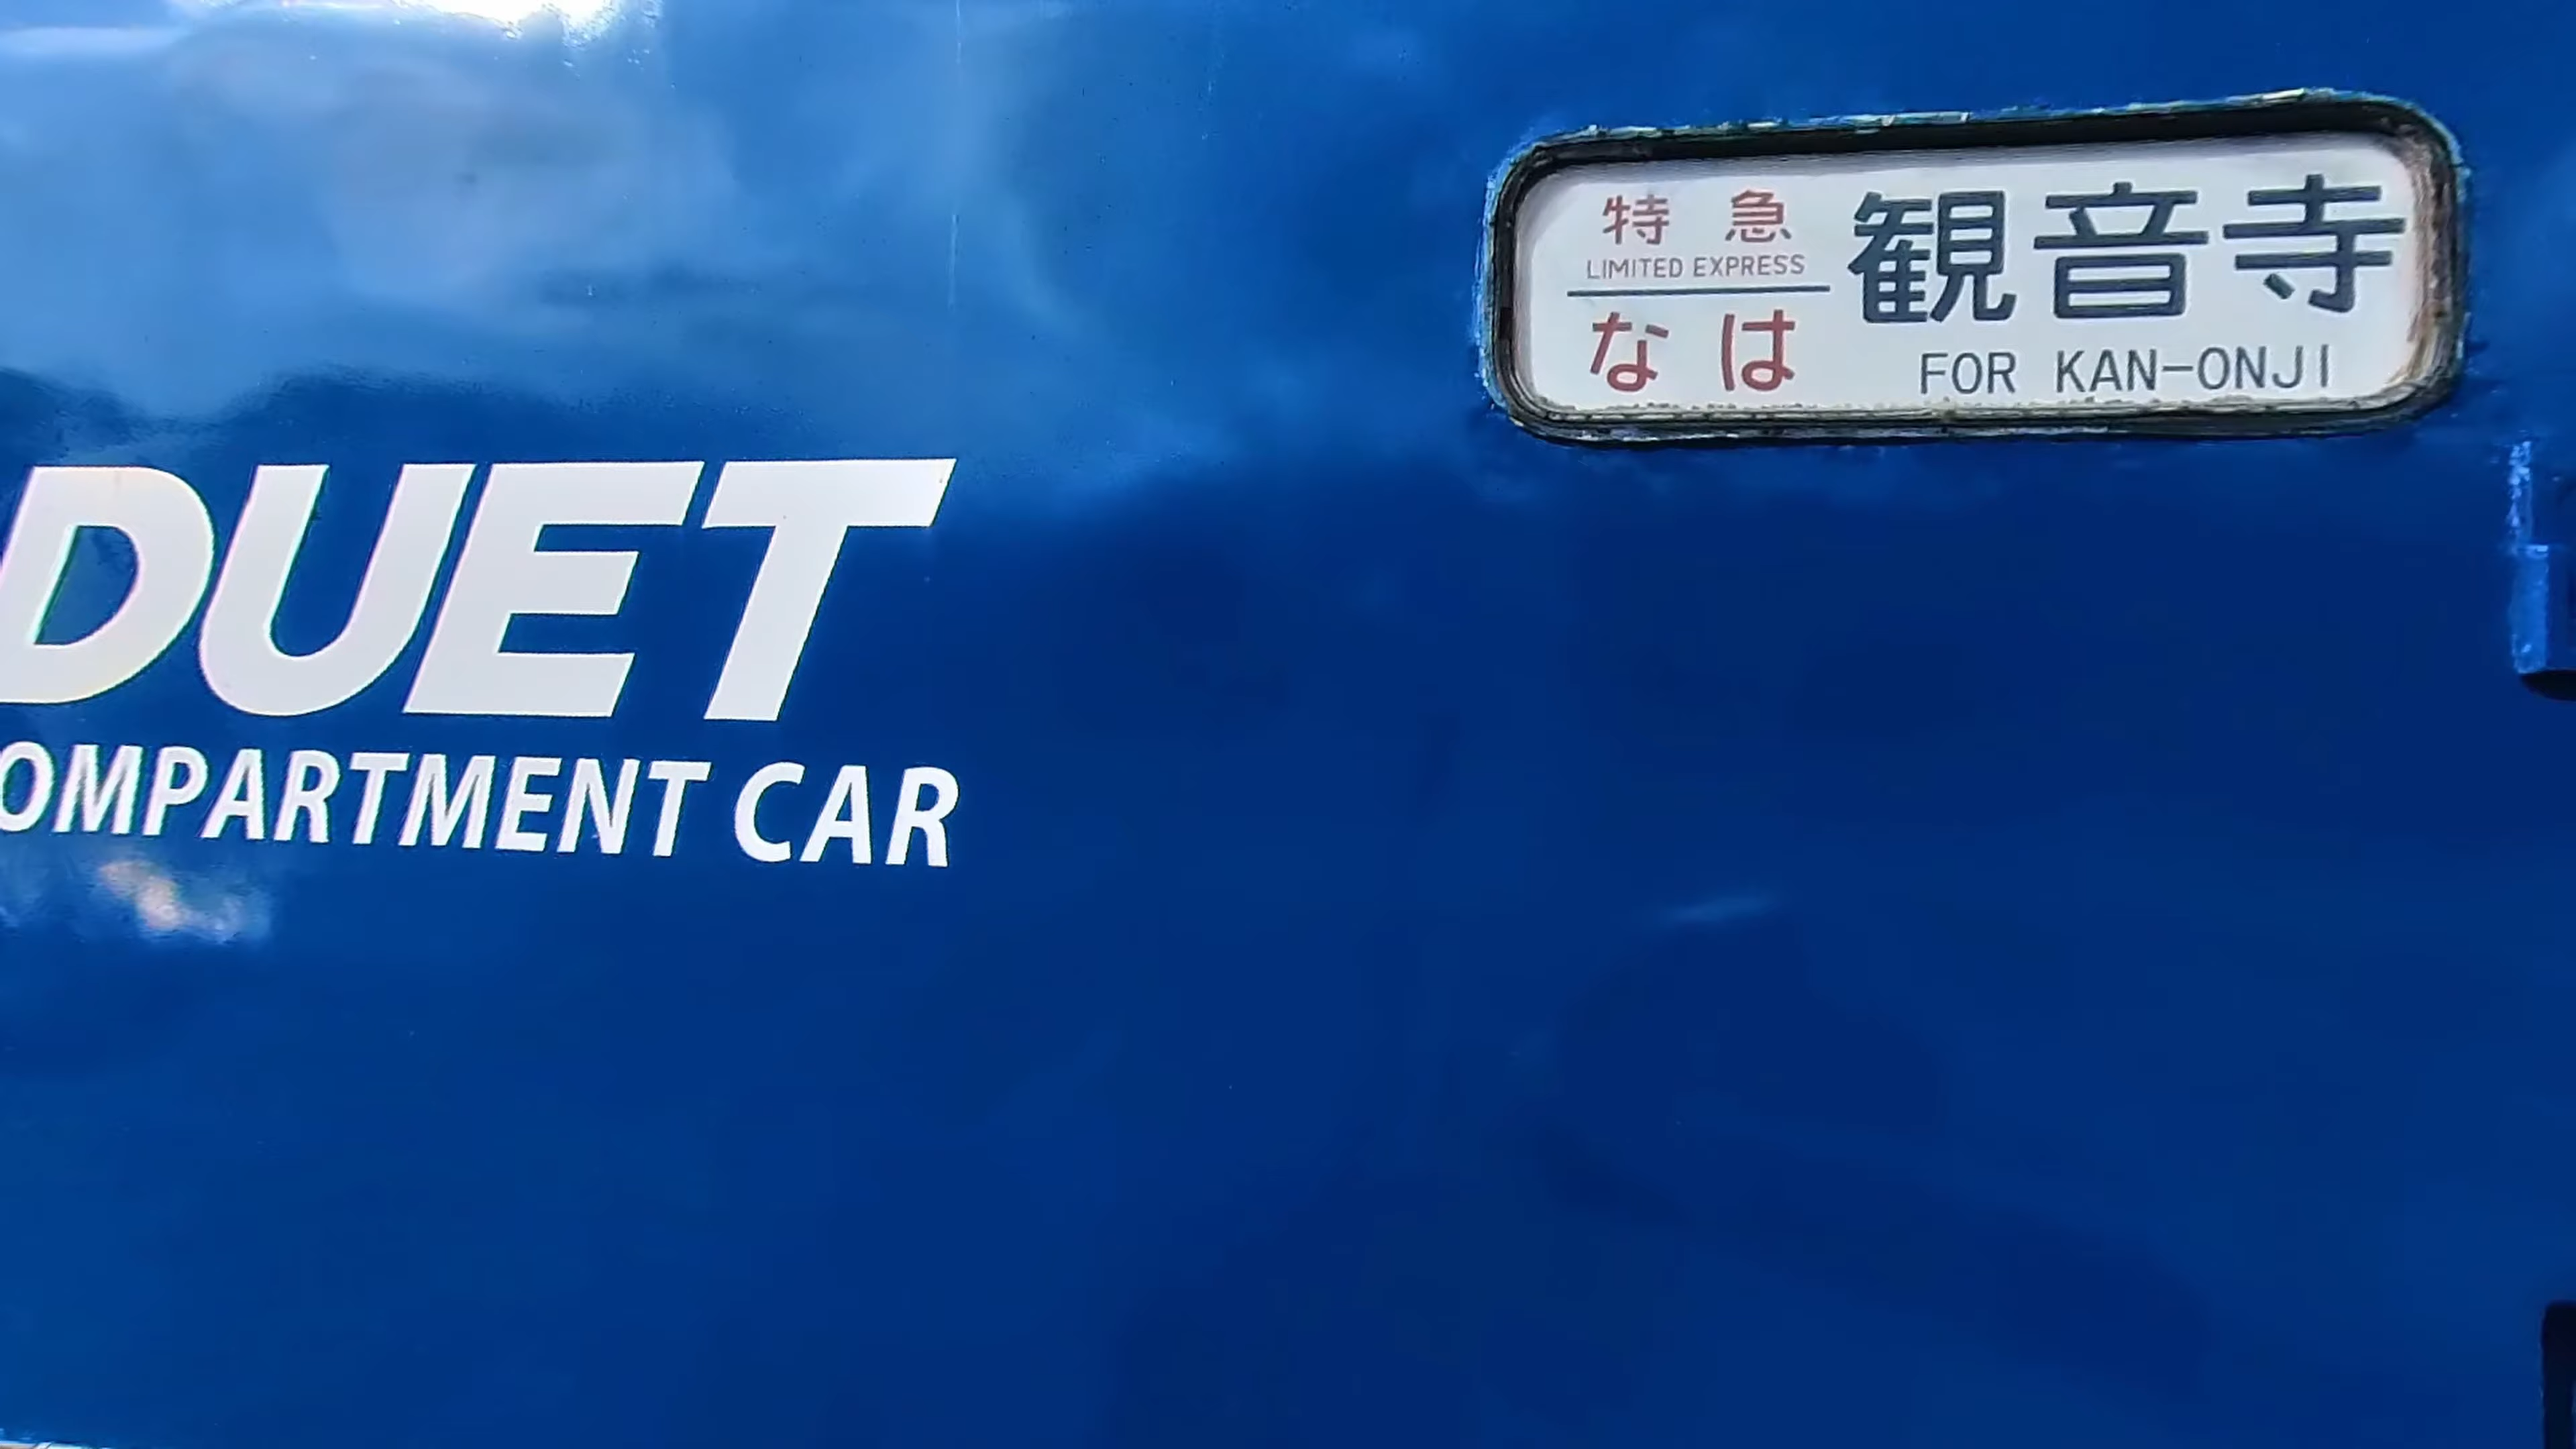 特急
LIMITED EXPRESS
なは
観音寺
FOR KAN-ONJI
DUET
OMPARTMENT CAR